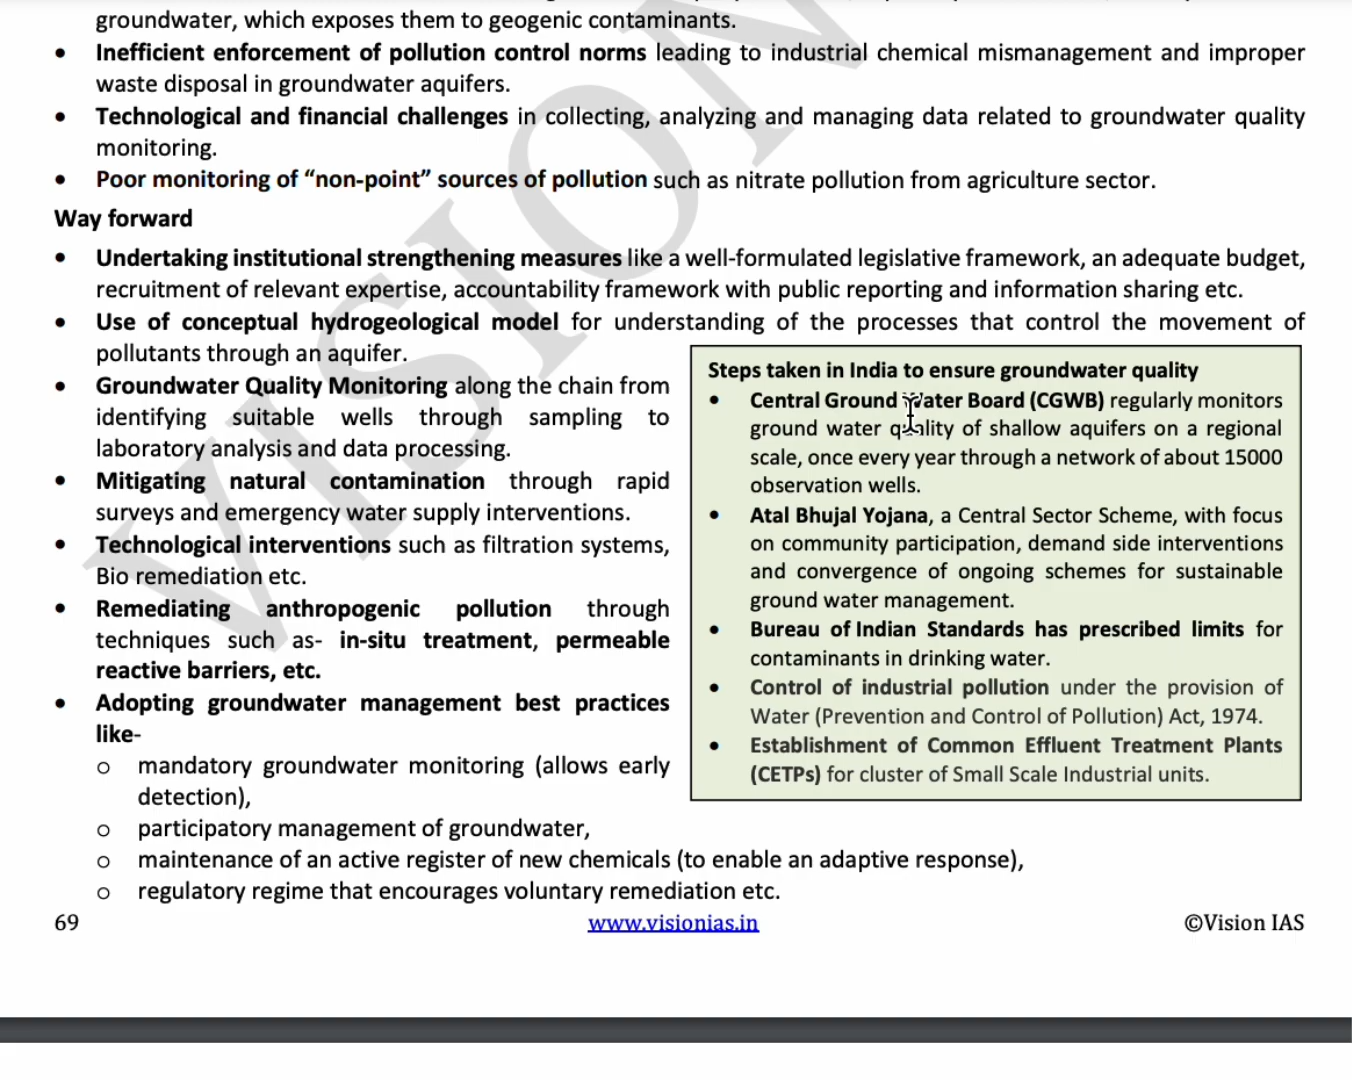 groundwater, which exposes them to geogenic contaminants.
• Inefficient enforcement of pollution control norms leading to industrial chemical mismanagement and improper
waste disposal in groundwater aquifers.
• Technological and financial challenges in collecting, analyzing and managing data related to groundwater quality
monitoring.
• Poor monitoring of “non-point” sources of pollution such as nitrate pollution from agriculture sector.
Way forward
• Undertaking institutional strengthening measures like a well-formulated legislative framework, an adequate budget,
recruitment of relevant expertise, accountability framework with public reporting and information sharing etc.
• Use of conceptual hydrogeological model for understanding of the processes that control the movement of
pollutants through an aquifer.
• Groundwater Quality Monitoring along the chain from
identifying suitable wells through sampling to
laboratory analysis and data processing.
• Mitigating natural contamination through rapid
surveys and emergency water supply interventions.
• Technological interventions such as filtration systems,
Bio remediation etc.
• Remediating anthropogenic pollution through
techniques such as- in-situ treatment, permeable
reactive barriers, etc.
• Adopting groundwater management best practices
like-
o mandatory groundwater monitoring (allows early
detection),
o participatory management of groundwater,
o maintenance of an active register of new chemicals (to enable an adaptive response),
o regulatory regime that encourages voluntary remediation etc.
Steps taken in India to ensure groundwater quality
• Central Ground Water Board (CGWB) regularly monitors
ground water quality of shallow aquifers on a regional
scale, once every year through a network of about 15000
observation wells.
• Atal Bhujal Yojana, a Central Sector Scheme, with focus
on community participation, demand side interventions
and convergence of ongoing schemes for sustainable
ground water management.
• Bureau of Indian Standards has prescribed limits for
contaminants in drinking water.
• Control of industrial pollution under the provision of
Water (Prevention and Control of Pollution) Act, 1974.
• Establishment of Common Effluent Treatment Plants
(CETPs) for cluster of Small Scale Industrial units.
69 www.visionias.in ©Vision IAS
VISION